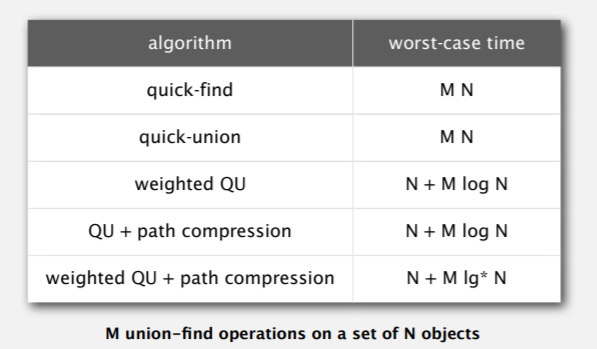 algorithm worst-case time
quick-find M N
quick-union M N
weighted QU N + M log N
QU + path compression N + M log N
weighted QU + path compression N + M lg* N
M union-find operations on a set of N objects